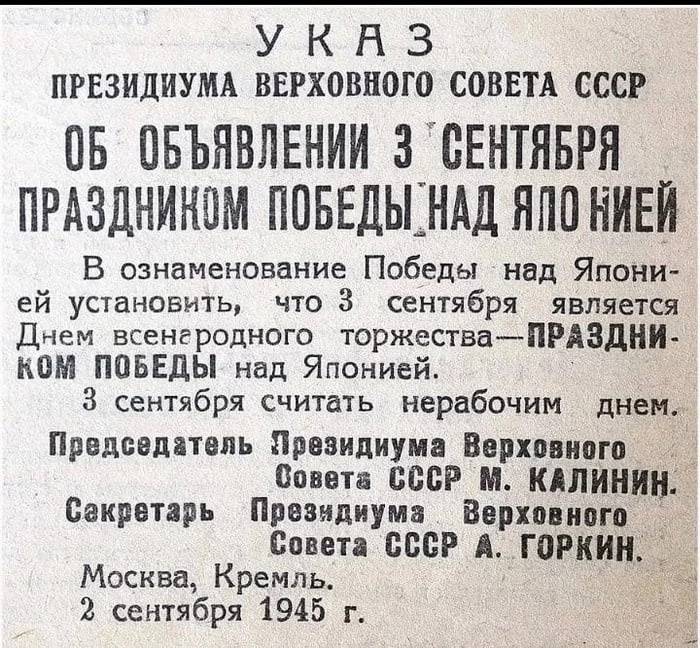 УКАЗ
ПРЕЗИДИУМА ВЕРХОВНОГО СОВЕТА СССР
ОБ ОБЪЯВЛЕНИИ 3 СЕНТЯБРЯ
ПРАЗДНИКОМ ПОБЕДЫ НАД ЯПОНИЕЙ
В ознаменование Победы над Япони-
ей установить, что 3 сентября является
Днем всенародного торжества—ПРАЗДНИ-
КОМ ПОБЕДЫ над Японией.
3 сентября считать нерабочим днем.
Председатель Президиума Верховного
Совета СССР М. КАЛИНИН.
Секретарь Президиума Верховного
Совета СССР А. ГОРКИН.
Москва, Кремль.
2 сентября 1945 г.